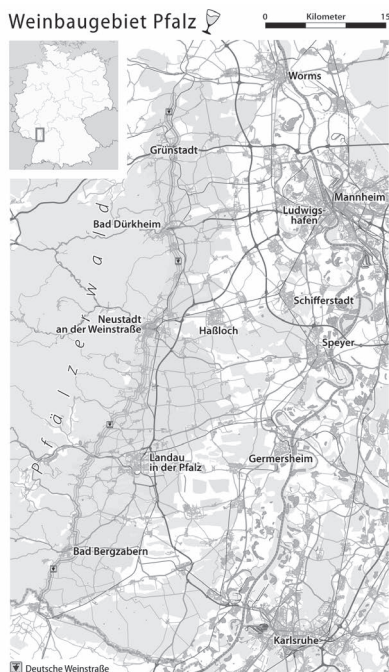 Weinbaugebiet Pfalz
0 Kilometer 15
Worms
Grünstadt
Mannheim
Ludwigs-
hafen
Bad Dürkheim
Pfälzerwald
Schifferstadt
Neustadt
an der Weinstraße
Haßloch
Speyer
Landau
in der Pfalz
Germersheim
Bad Bergzabern
Karlsruhe
Deutsche Weinstraße